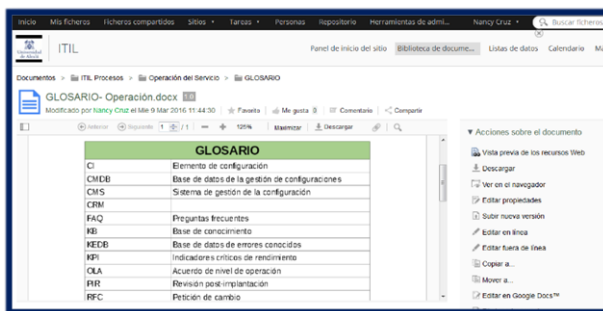 Inicio Mis ficheros Ficheros compartidos Sitios Tareas Personas Repositorio Herramientas de admi... Nancy Cruz Buscar ficheros
Universidad de Alcalá
ITIL
Panel de inicio del sitio Biblioteca de docume... Listas de datos Calendario
Documentos > ITIL Procesos > Operación del Servicio > GLOSARIO
GLOSARIO- Operación.docx 1.0
Modificado por Nancy Cruz el Mié 9 Mar 2016 11:44:30 Favorito Me gusta 0 Comentario Compartir
Anterior Siguiente 1 / 1 125% Maximizar Descargar
GLOSARIO
CI Elemento de configuración
CMDB Base de datos de la gestión de configuraciones
CMS Sistema de gestión de la configuración
CRM
FAQ Preguntas frecuentes
KB Base de conocimiento
KEDB Base de datos de errores conocidos
KPI Indicadores críticos de rendimiento
OLA Acuerdo de nivel de operación
PIR Revisión post-implantación
RFC Petición de cambio
Acciones sobre el documento
Vista previa de los recursos Web
Descargar
Ver en el navegador
Editar propiedades
Subir nueva versión
Editar en línea
Editar fuera de línea
Copiar a...
Mover a...
Editar en Google Docs™